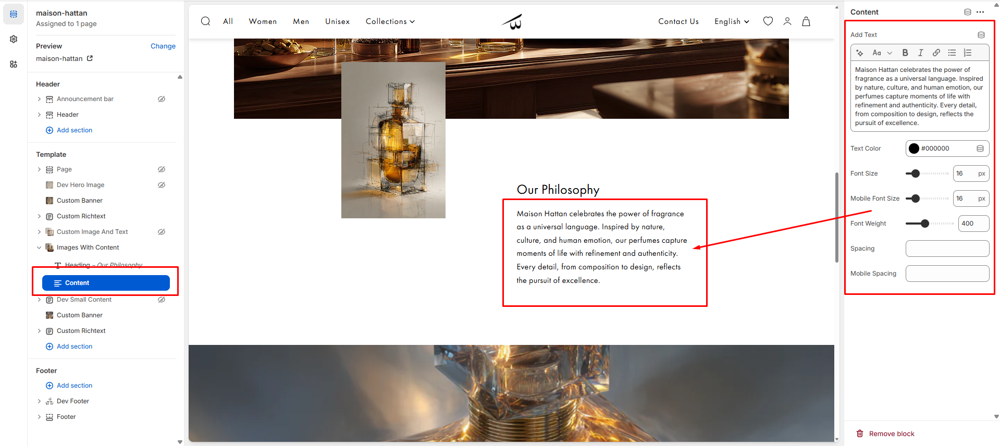 maison-hattan
Assigned to 1 page
Preview
Change
maison-hattan
Header
Announcement bar
Header
Add section
Template
Page
Dev Hero Image
Custom Banner
Custom Richtext
Custom Image And Text
Images With Content
Heading – Our Philosophy
Content
Dev Small Content
Custom Banner
Custom Richtext
Add section
Footer
Add section
Dev Footer
Footer
All Women Men Unisex Collections
Contact Us English
Our Philosophy
Maison Hattan celebrates the power of fragrance
as a universal language. Inspired by nature,
culture, and human emotion, our perfumes capture
moments of life with refinement and authenticity.
Every detail, from composition to design, reflects
the pursuit of excellence.
Content
Add Text
Aa B I
Maison Hattan celebrates the power of
fragrance as a universal language. Inspired
by nature, culture, and human emotion, our
perfumes capture moments of life with
refinement and authenticity. Every detail,
from composition to design, reflects the
pursuit of excellence.
Text Color #000000
Font Size 16 px
Mobile Font Size 16 px
Font Weight 400
Spacing
Mobile Spacing
Remove block